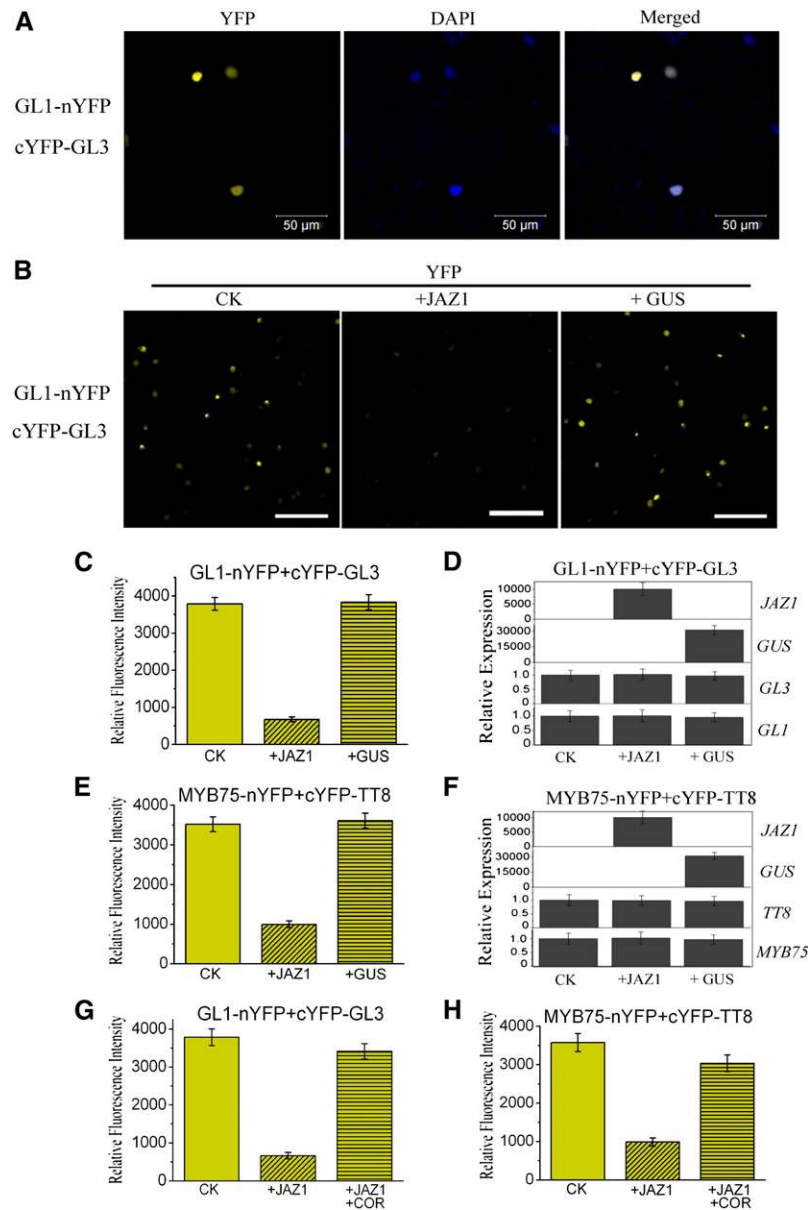 A
YFP
DAPI
Merged
GL1-nYFP
cYFP-GL3
50 μm
50 μm
50 μm
B
YFP
CK
+JAZ1
+ GUS
GL1-nYFP
cYFP-GL3
C
GL1-nYFP+cYFP-GL3
Relative Fluorescence Intensity
4000
3000
2000
1000
0
CK
+JAZ1
+GUS
D
GL1-nYFP+cYFP-GL3
Relative Expression
10000
5000
0
JAZ1
30000
15000
0
GUS
1.0
0.5
0
GL3
1.0
0.5
0
GL1
CK
+JAZ1
+ GUS
E
MYB75-nYFP+cYFP-TT8
Relative Fluorescence Intensity
4000
3000
2000
1000
0
CK
+JAZ1
+GUS
F
MYB75-nYFP+cYFP-TT8
Relative Expression
10000
5000
0
JAZ1
30000
15000
0
GUS
1.0
0.5
0
TT8
1.0
0.5
0
MYB75
CK
+JAZ1
+ GUS
G
GL1-nYFP+cYFP-GL3
Relative Fluorescence Intensity
4000
3000
2000
1000
0
CK
+JAZ1
+JAZ1
+COR
H
MYB75-nYFP+cYFP-TT8
Relative Fluorescence Intensity
4000
3000
2000
1000
0
CK
+JAZ1
+JAZ1
+COR